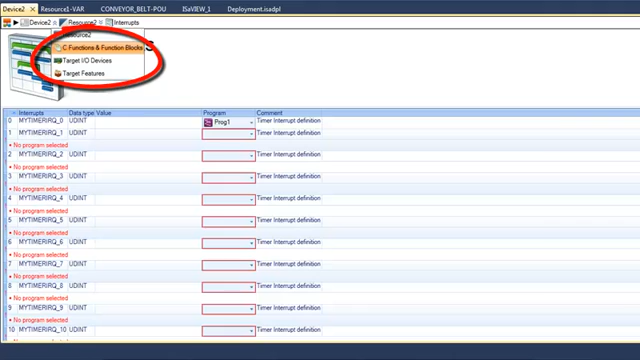 Device2 × Resource1-VAR CONVEYOR_BELT-POU ISaVIEW_1 Deployment.isadpl
Device2 Resource2 Interrupts
Resource2
C Functions & Function Blocks
Target I/O Devices
Target Features
Interrupts Data type Value Program Comment
0 MYTIMERIRQ_0 UDINT Prog1 Timer Interrupt definition
1 MYTIMERIRQ_1 UDINT Timer Interrupt definition
No program selected
2 MYTIMERIRQ_2 UDINT Timer Interrupt definition
No program selected
3 MYTIMERIRQ_3 UDINT Timer Interrupt definition
No program selected
4 MYTIMERIRQ_4 UDINT Timer Interrupt definition
No program selected
5 MYTIMERIRQ_5 UDINT Timer Interrupt definition
No program selected
6 MYTIMERIRQ_6 UDINT Timer Interrupt definition
No program selected
7 MYTIMERIRQ_7 UDINT Timer Interrupt definition
No program selected
8 MYTIMERIRQ_8 UDINT Timer Interrupt definition
No program selected
9 MYTIMERIRQ_9 UDINT Timer Interrupt definition
No program selected
10 MYTIMERIRQ_10 UDINT Timer Interrupt definition
No program selected